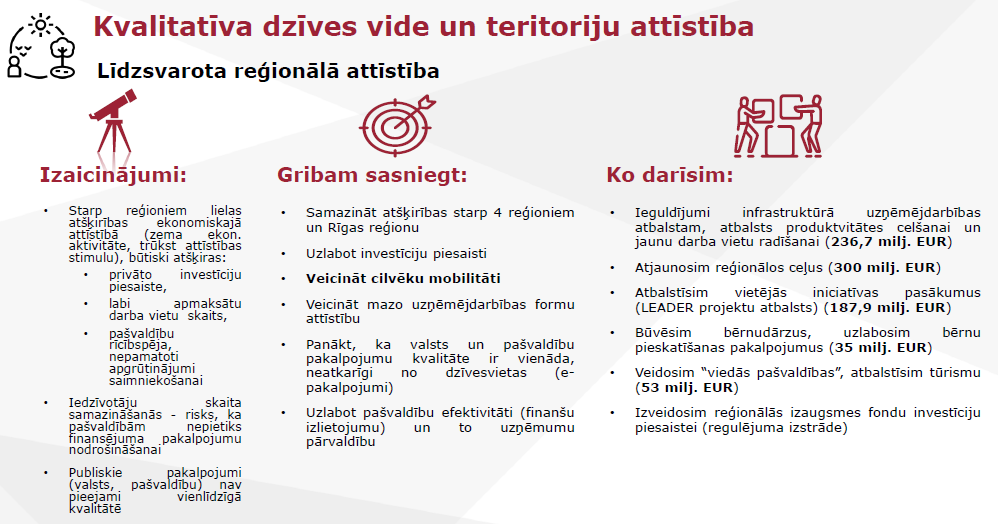 Kvalitatīva dzīves vide un teritoriju attīstība
Līdzsvarota reģionālā attīstība
Izaicinājumi:
• Starp reģioniem lielas
atšķirības ekonomiskajā
attīstībā (zema ekon.
aktivitāte, trūkst attīstības
stimulu), būtiski atšķiras:
• privāto investīciju
piesaiste,
• labi apmaksātu
darba vietu skaits,
• pašvaldību
rīcībspēja,
nepamatoti
apgrūtinājumi
saimniekošanai
• Iedzīvotāju skaita
samazināšanās - risks, ka
pašvaldībām nepietiks
finansējuma pakalpojumu
nodrošināšanai
• Publiskie pakalpojumi
(valsts, pašvaldību) nav
pieejami vienlīdzīgā
kvalitātē
Gribam sasniegt:
• Samazināt atšķirības starp 4 reģioniem
un Rīgas reģionu
• Uzlabot investīciju piesaisti
• Veicināt cilvēku mobilitāti
• Veicināt mazo uzņēmējdarbības formu
attīstību
• Panākt, ka valsts un pašvaldību
pakalpojumu kvalitāte ir vienāda,
neatkarīgi no dzīvesvietas (e-
pakalpojumi)
• Uzlabot pašvaldību efektivitāti (finanšu
izlietojumu) un to uzņēmumu
pārvaldību
Ko darīsim:
• Ieguldījumi infrastruktūrā uzņēmējdarbības
atbalstam, atbalsts produktvitātes celšanai un
jaunu darba vietu radīšanai (236,7 milj. EUR)
• Atjaunosim reģionālos ceļus (300 milj. EUR)
• Atbalstīsim vietējās iniciatīvas pasākumus
(LEADER projektu atbalsts) (187,9 milj. EUR)
• Būvēsim bērnudārzus, uzlabosim bērnu
pieskatīšanas pakalpojumus (35 milj. EUR)
• Veidosim “viedās pašvaldības”, atbalstīsim tūrismu
(53 milj. EUR)
• Izveidosim reģionālās izaugsmes fondu investīciju
piesaistei (regulējuma izstrāde)